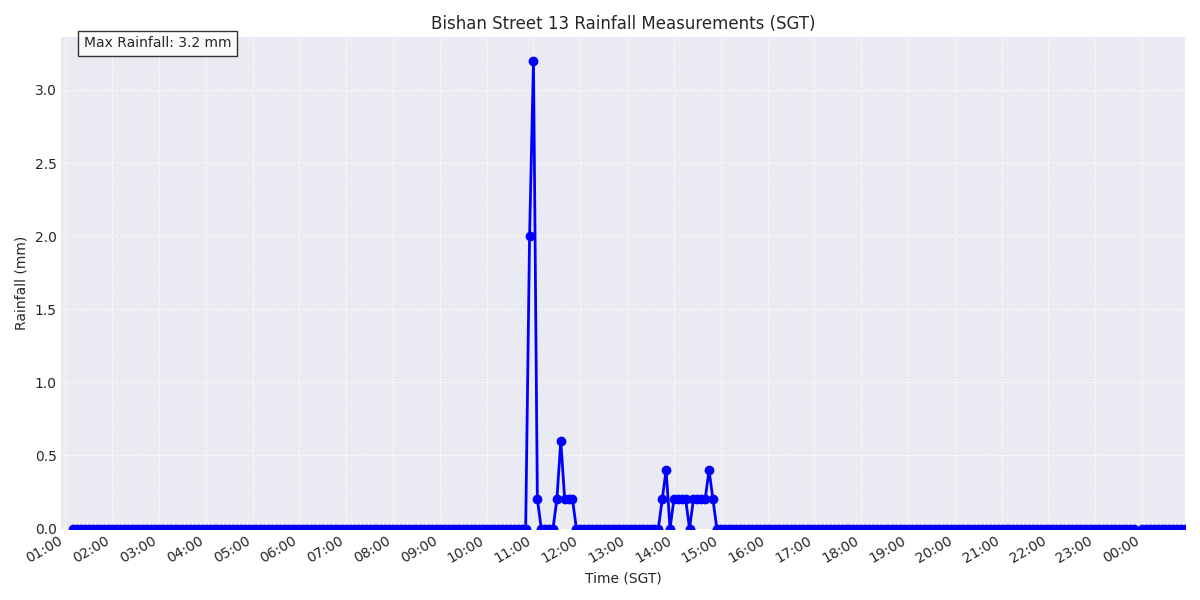 Bishan Street 13 Rainfall Measurements (SGT)
Max Rainfall: 3.2 mm
Rainfall (mm)
3.0
2.5
2.0
1.5
1.0
0.5
0.0
01:00 02:00 03:00 04:00 05:00 06:00 07:00 08:00 09:00 10:00 11:00 12:00 13:00 14:00 15:00 16:00 17:00 18:00 19:00 20:00 21:00 22:00 23:00 00:00
Time (SGT)